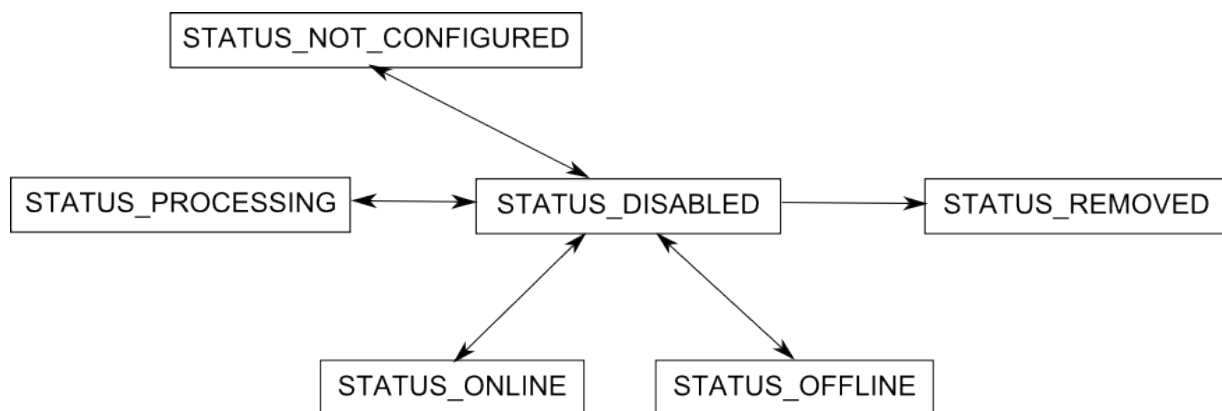 STATUS_NOT_CONFIGURED
STATUS_PROCESSING
STATUS_DISABLED
STATUS_REMOVED
STATUS_ONLINE
STATUS_OFFLINE